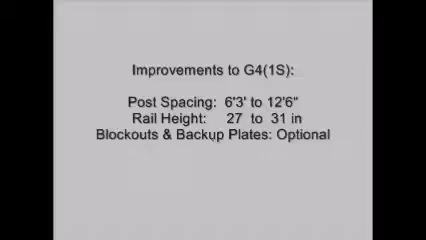 Improvements to G4(1S):
Post Spacing: 6'3' to 12'6"
Rail Height: 27 to 31 in
Blockouts & Backup Plates: Optional